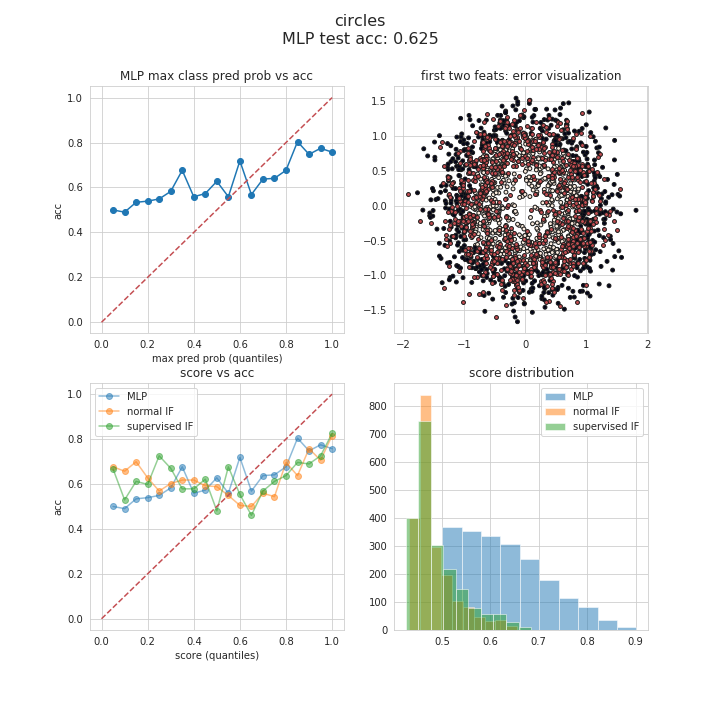 circles
MLP test acc: 0.625
MLP max class pred prob vs acc
1.0
0.8
0.6
0.4
0.2
0.0
acc
0.0 0.2 0.4 0.6 0.8 1.0
max pred prob (quantiles)
first two feats: error visualization
1.5
1.0
0.5
0.0
−0.5
−1.0
−1.5
−2 −1 0 1 2
score vs acc
MLP
normal IF
supervised IF
1.0
0.8
0.6
0.4
0.2
0.0
acc
0.0 0.2 0.4 0.6 0.8 1.0
score (quantiles)
score distribution
MLP
normal IF
supervised IF
800
700
600
500
400
300
200
100
0
0.5 0.6 0.7 0.8 0.9